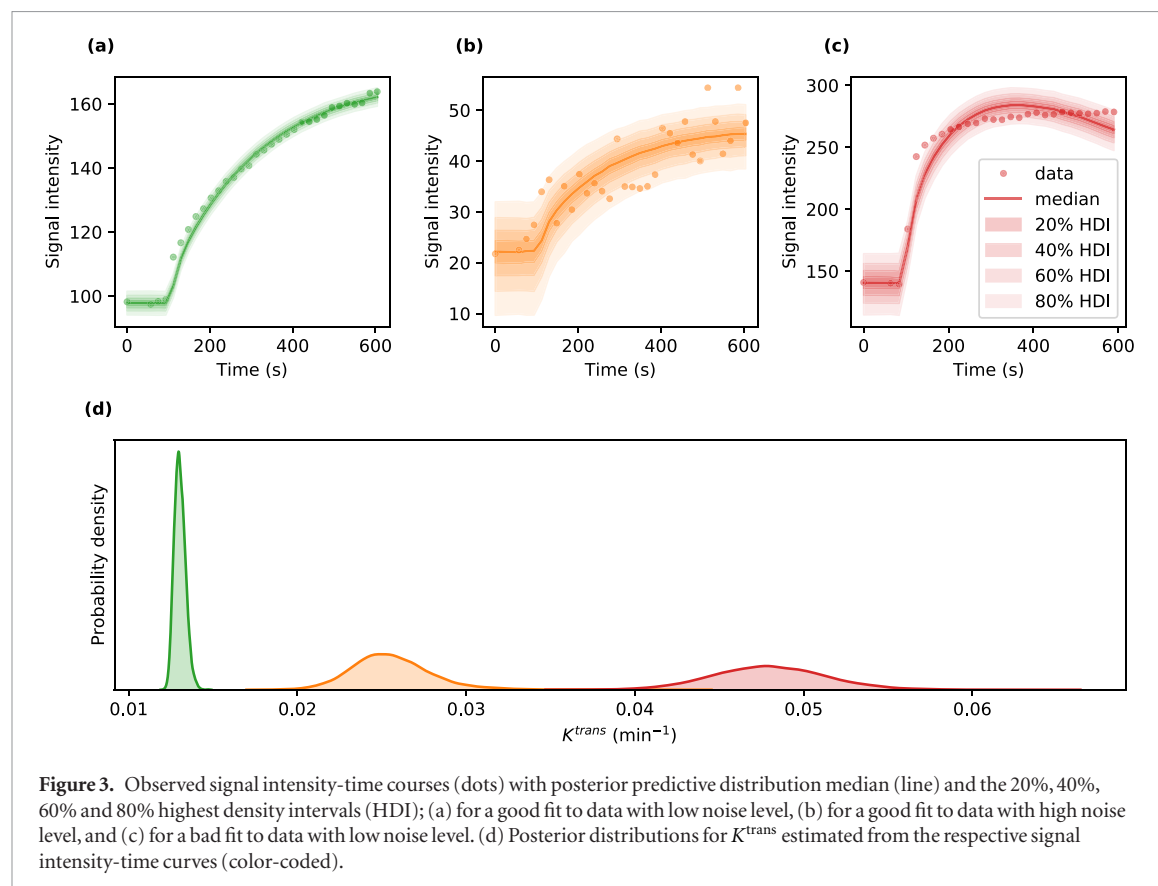 (a)
(b)
(c)
160
140
120
100
Signal intensity
0
200
400
600
Time (s)
50
40
30
20
10
Signal intensity
0
200
400
600
Time (s)
300
250
200
150
Signal intensity
0
200
400
600
Time (s)
data
median
20% HDI
40% HDI
60% HDI
80% HDI
(d)
Probability density
0.01
0.02
0.03
0.04
0.05
0.06
K^trans (min⁻¹)
Figure 3. Observed signal intensity-time courses (dots) with posterior predictive distribution median (line) and the 20%, 40%,
60% and 80% highest density intervals (HDI); (a) for a good fit to data with low noise level, (b) for a good fit to data with high noise
level, and (c) for a bad fit to data with low noise level. (d) Posterior distributions for K^trans estimated from the respective signal
intensity-time curves (color-coded).